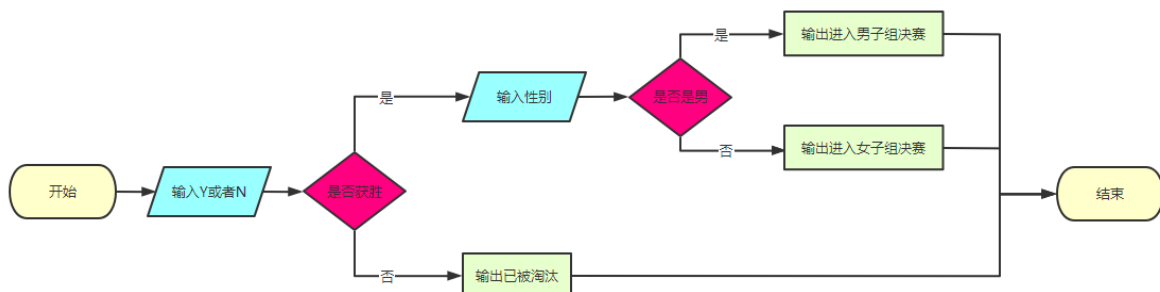 开始
输入Y或者N
是否获胜
是
输入性别
是否是男
是
输出进入男子组决赛
否
输出进入女子组决赛
否
输出已被淘汰
结束